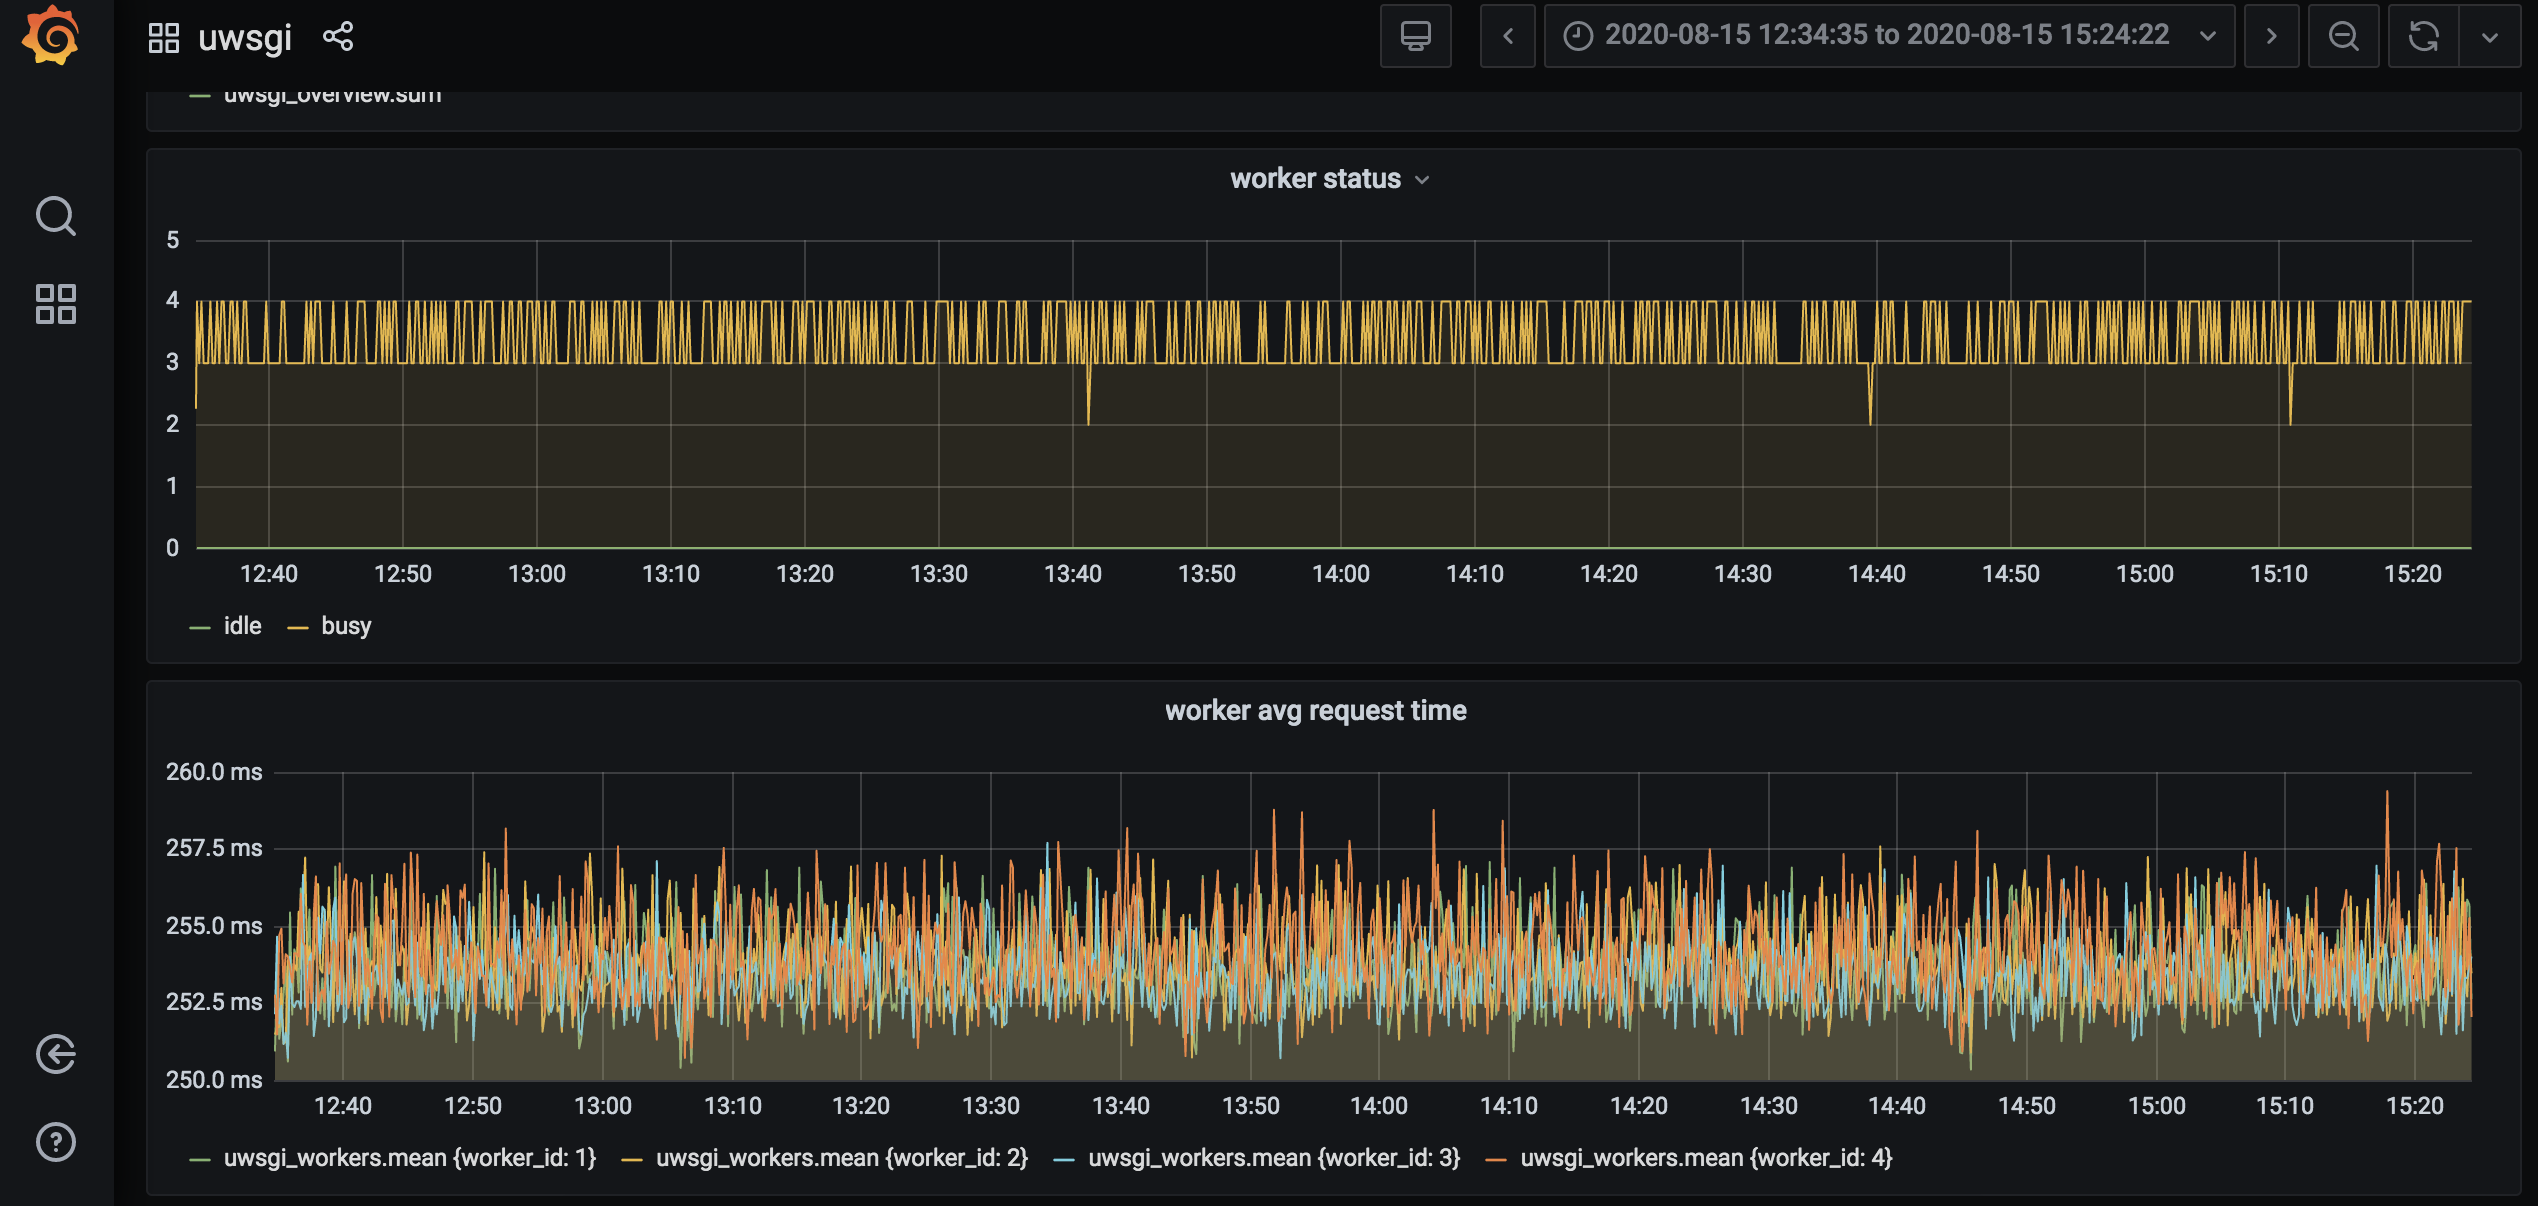 uwsgi
2020-08-15 12:34:35 to 2020-08-15 15:24:22
uwsgi_overview.sum
worker status
5
4
3
2
1
0
12:40 12:50 13:00 13:10 13:20 13:30 13:40 13:50 14:00 14:10 14:20 14:30 14:40 14:50 15:00 15:10 15:20
idle busy
worker avg request time
260.0 ms
257.5 ms
255.0 ms
252.5 ms
250.0 ms
12:40 12:50 13:00 13:10 13:20 13:30 13:40 13:50 14:00 14:10 14:20 14:30 14:40 14:50 15:00 15:10 15:20
uwsgi_workers.mean {worker_id: 1} uwsgi_workers.mean {worker_id: 2} uwsgi_workers.mean {worker_id: 3} uwsgi_workers.mean {worker_id: 4}